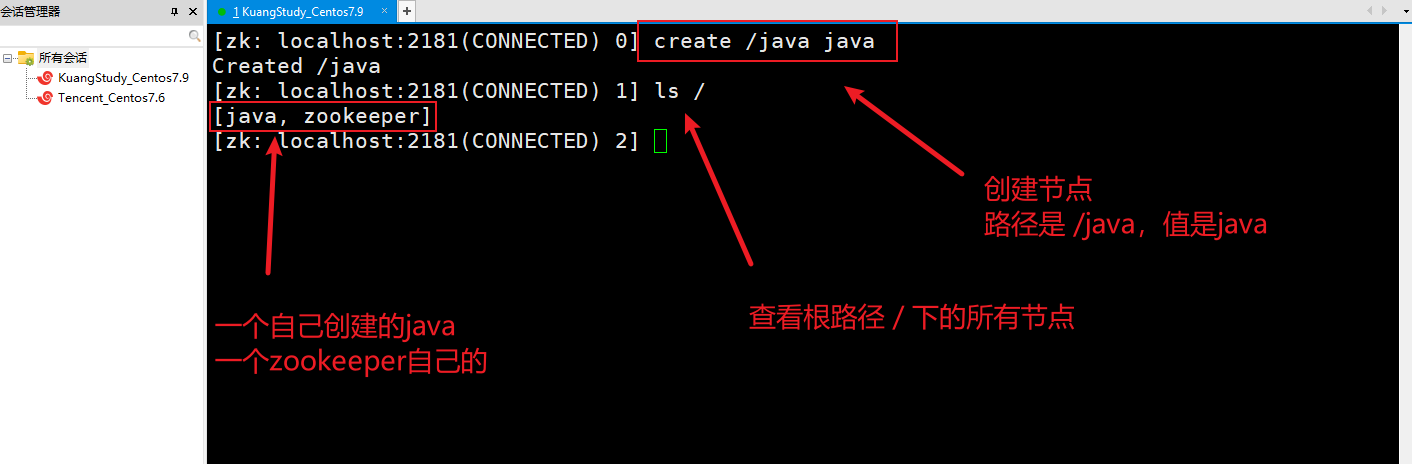 会话管理器
1 KuangStudy_Centos7.9
所有会话
KuangStudy_Centos7.9
Tencent_Centos7.6
[zk: localhost:2181(CONNECTED) 0] create /java java
Created /java
[zk: localhost:2181(CONNECTED) 1] ls /
[java, zookeeper]
[zk: localhost:2181(CONNECTED) 2]
创建节点
路径是 /java，值是java
查看根路径 / 下的所有节点
一个自己创建的java
一个zookeeper自己的